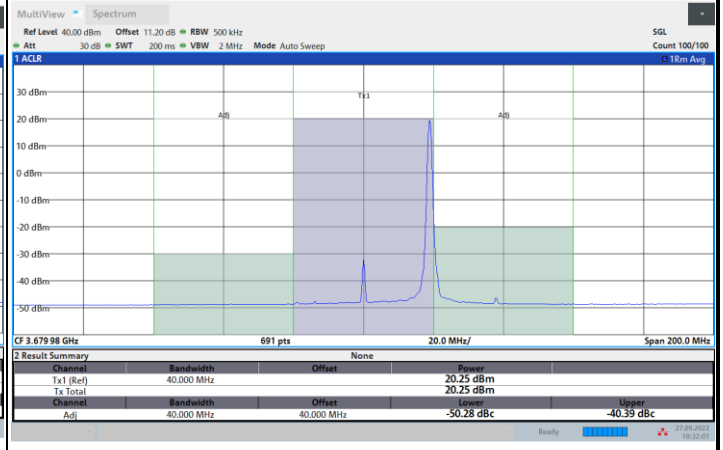 MultiView Spectrum
Ref Level 40.00 dBm Offset 11.20 dB RBW 500 kHz SGL
Att 30 dB SWT 200 ms VBW 2 MHz Mode Auto Sweep Count 100/100
1 ACLR 1Rm Avg
30 dBm
Tx1
20 dBm
Adj
Adj
10 dBm
0 dBm
-10 dBm
-20 dBm
-30 dBm
-40 dBm
-50 dBm
CF 3.679 98 GHz 691 pts 20.0 MHz/ Span 200.0 MHz
2 Result Summary None
Channel Bandwidth Offset Power
Tx1 (Ref) 40.000 MHz 20.25 dBm
Tx Total 20.25 dBm
Channel Bandwidth Offset Lower Upper
Adj 40.000 MHz 40.000 MHz -50.28 dBc -40.39 dBc
Ready 27.09.2022
10:32:01